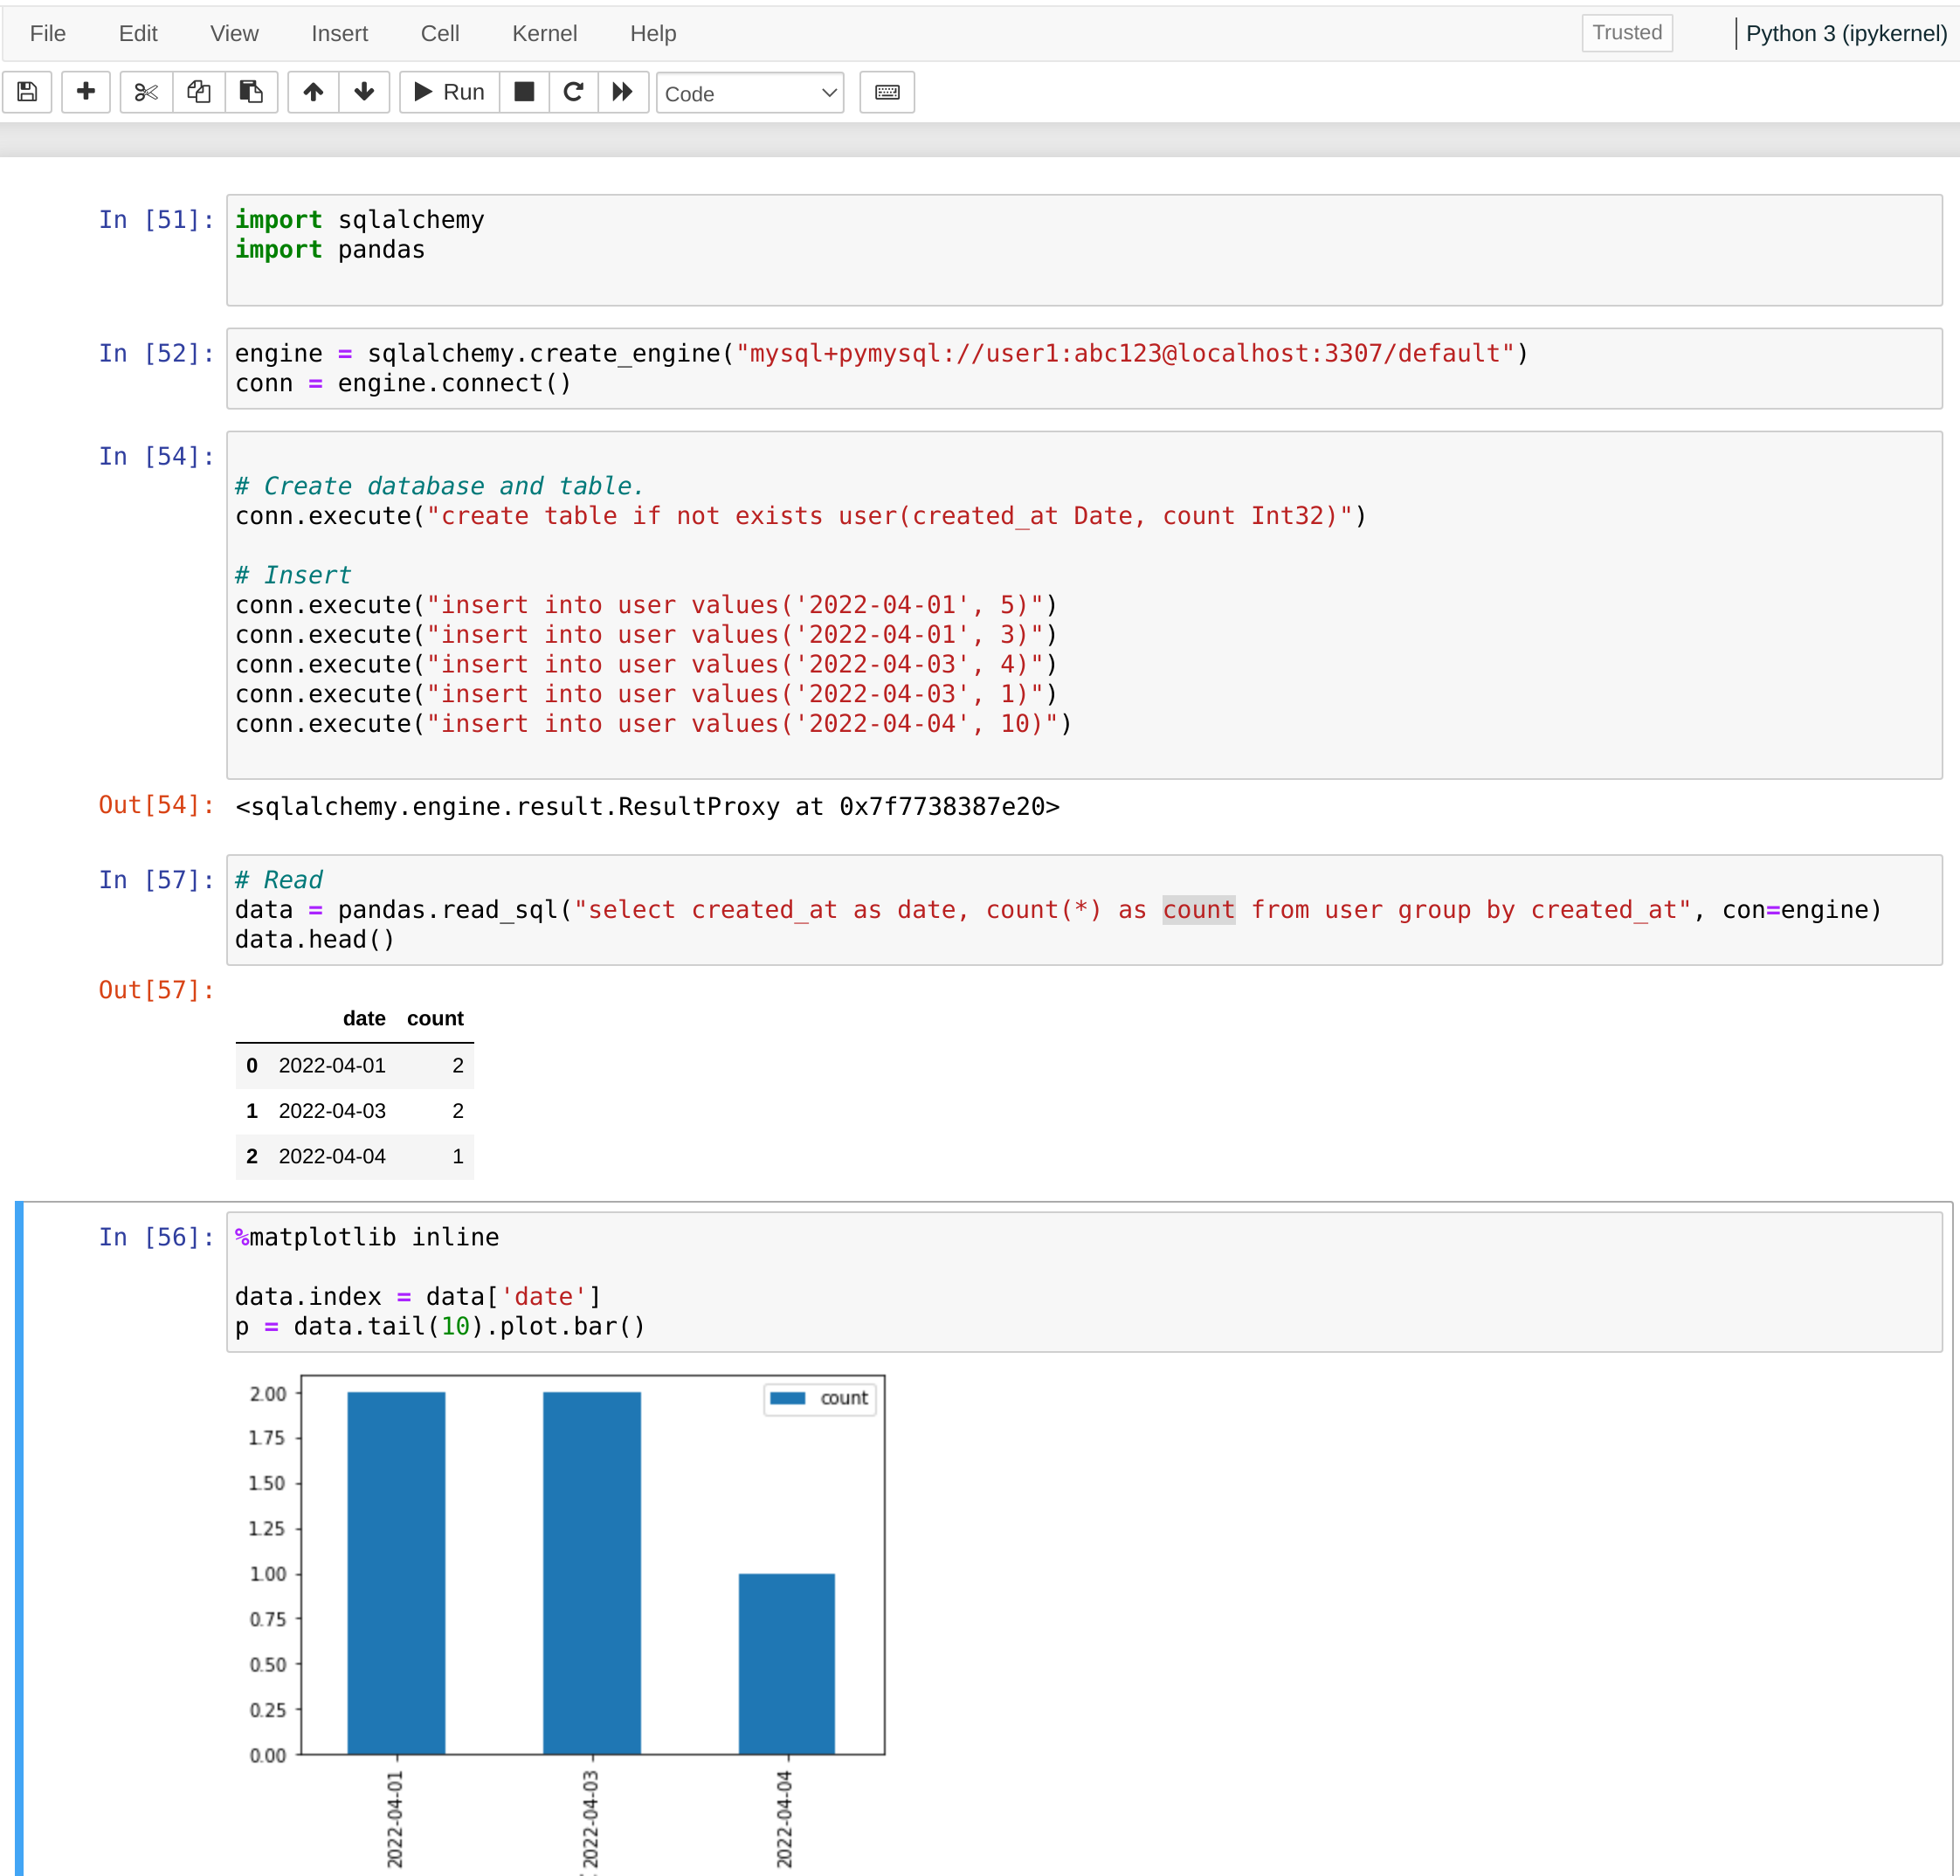 File Edit View Insert Cell Kernel Help Trusted Python 3 (ipykernel)
Run Code
In [51]: import sqlalchemy
import pandas
In [52]: engine = sqlalchemy.create_engine("mysql+pymysql://user1:abc123@localhost:3307/default")
conn = engine.connect()
In [54]:
# Create database and table.
conn.execute("create table if not exists user(created_at Date, count Int32)")
# Insert
conn.execute("insert into user values('2022-04-01', 5)")
conn.execute("insert into user values('2022-04-01', 3)")
conn.execute("insert into user values('2022-04-03', 4)")
conn.execute("insert into user values('2022-04-03', 1)")
conn.execute("insert into user values('2022-04-04', 10)")
Out[54]: <sqlalchemy.engine.result.ResultProxy at 0x7f7738387e20>
In [57]: # Read
data = pandas.read_sql("select created_at as date, count(*) as count from user group by created_at", con=engine)
data.head()
Out[57]:
date count
0 2022-04-01 2
1 2022-04-03 2
2 2022-04-04 1
In [56]: %matplotlib inline
data.index = data['date']
p = data.tail(10).plot.bar()
count
2.00
1.75
1.50
1.25
1.00
0.75
0.50
0.25
0.00
2022-04-01
2022-04-03
2022-04-04